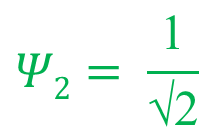 Ψ₂ = 1/√2